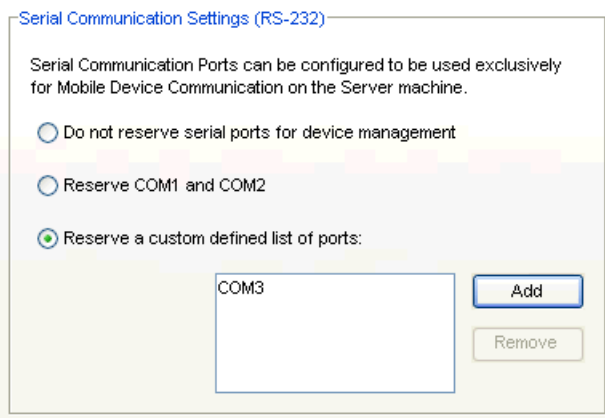 Serial Communication Settings (RS-232)
Serial Communication Ports can be configured to be used exclusively
for Mobile Device Communication on the Server machine.
Do not reserve serial ports for device management
Reserve COM1 and COM2
Reserve a custom defined list of ports:
COM3
Add
Remove